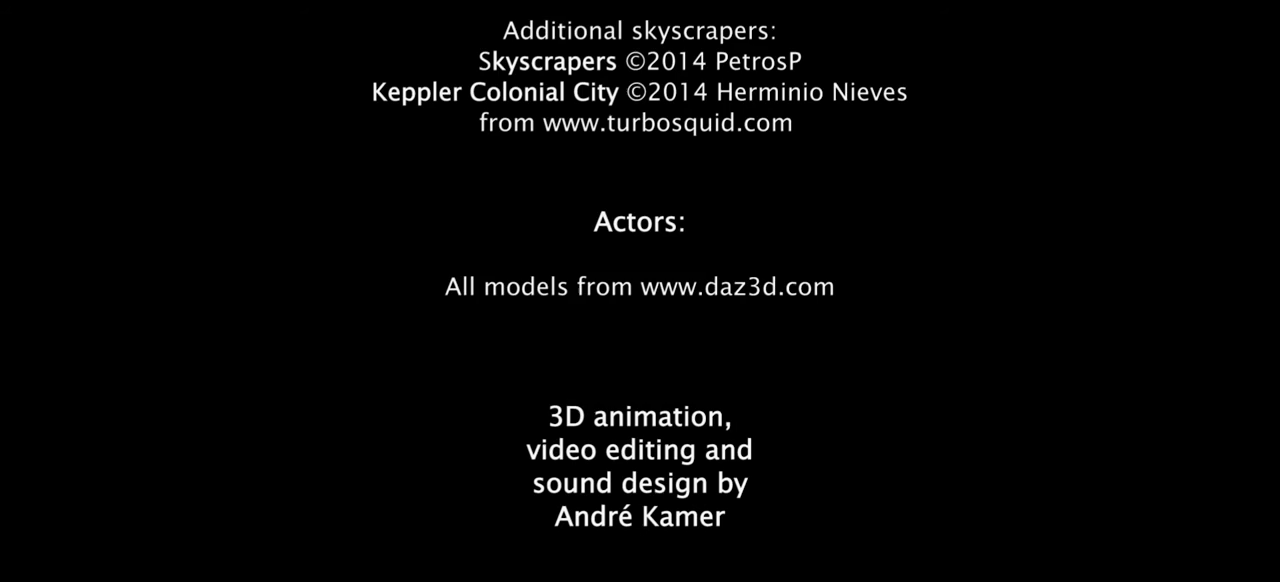 Additional skyscrapers:
Skyscrapers ©2014 PetrosP
Keppler Colonial City ©2014 Herminio Nieves
from www.turbosquid.com
Actors:
All models from www.daz3d.com
3D animation,
video editing and
sound design by
André Kamer